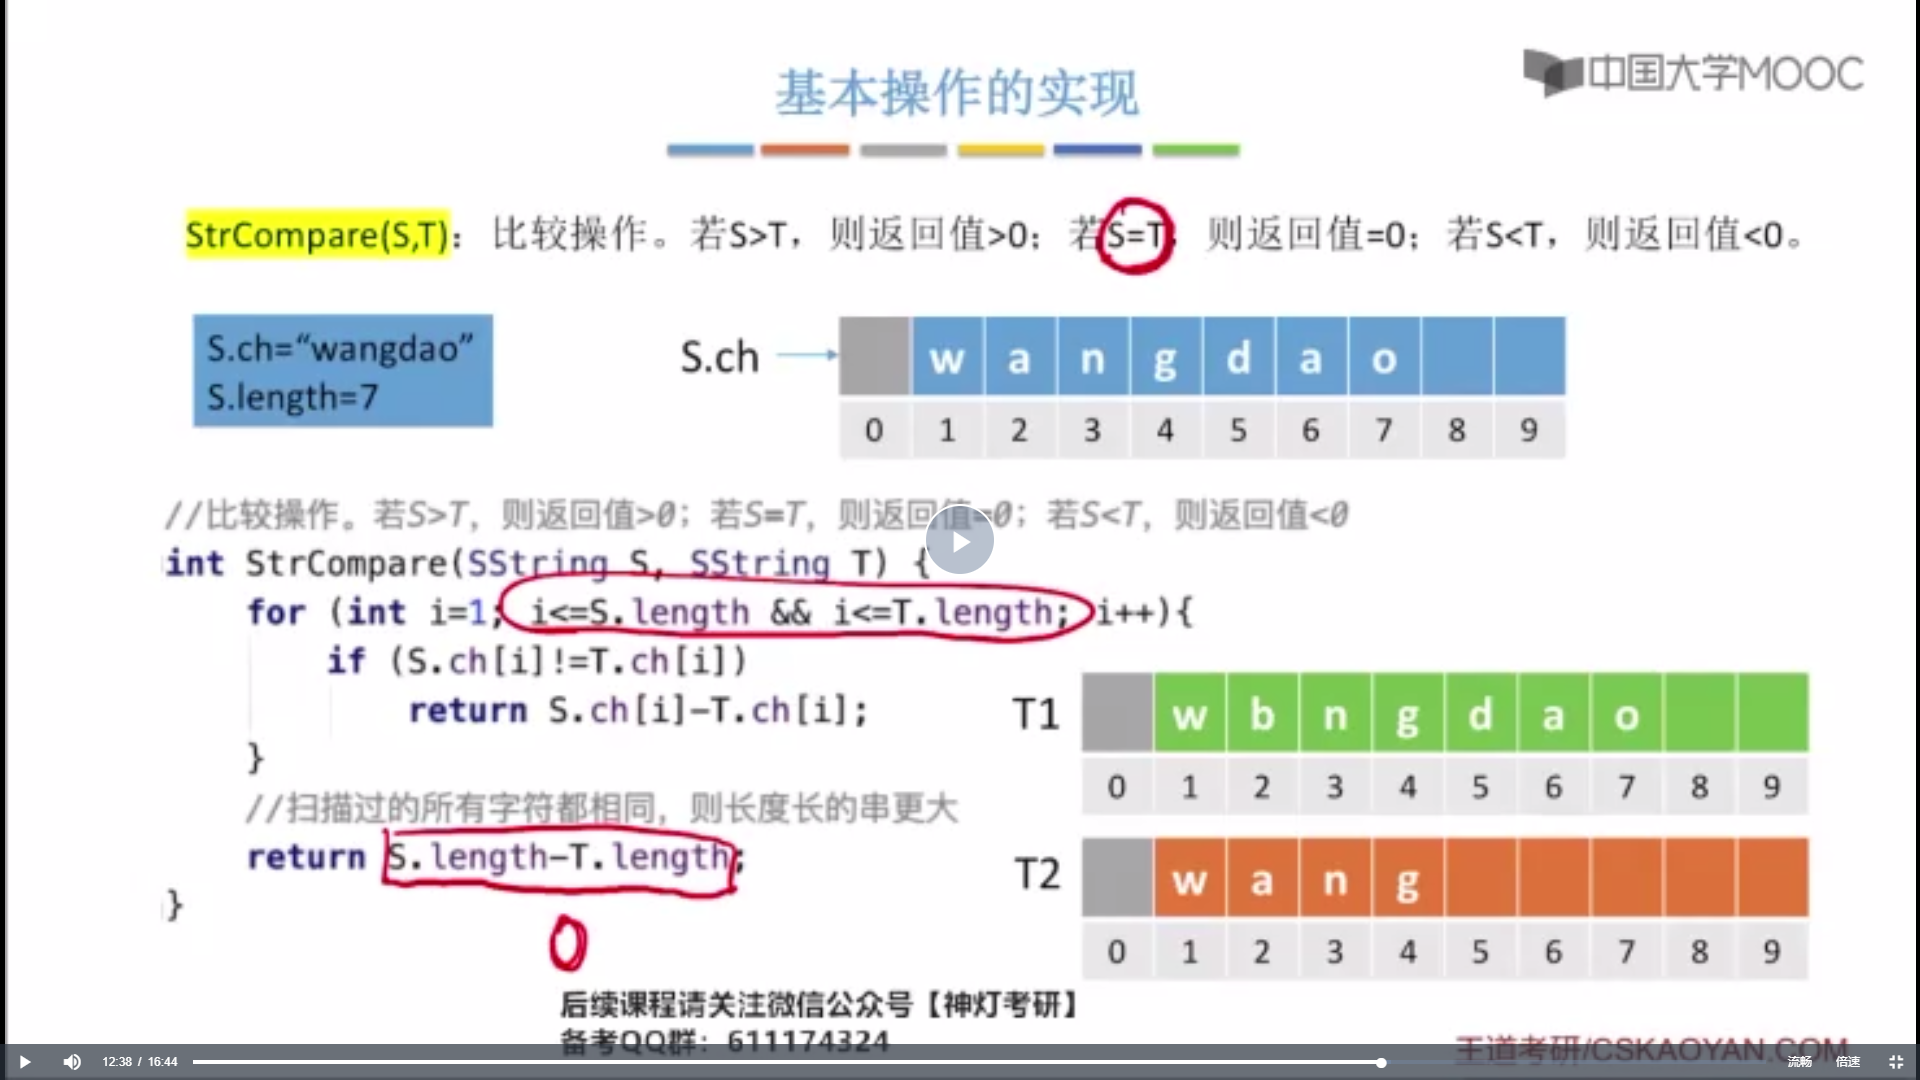 中国大学MOOC
基本操作的实现
StrCompare(S,T)：比较操作。若S>T，则返回值>0；若S=T，则返回值=0；若S<T，则返回值<0。
S.ch=“wangdao”
S.length=7
S.ch
w a n g d a o
0 1 2 3 4 5 6 7 8 9
//比较操作。若S>T，则返回值>0；若S=T，则返回值=0；若S<T，则返回值<0
int StrCompare(SString S, SString T) {
for (int i=1; i<=S.length && i<=T.length; i++){
if (S.ch[i]!=T.ch[i])
return S.ch[i]-T.ch[i];
}
//扫描过的所有字符都相同，则长度长的串更大
return S.length-T.length;
}
0
T1
w b n g d a o
0 1 2 3 4 5 6 7 8 9
T2
w a n g
0 1 2 3 4 5 6 7 8 9
后续课程请关注微信公众号【神灯考研】
备考QQ群：611174324
王道考研/CSKAOYAN.COM
12:38 / 16:44
流畅
倍速